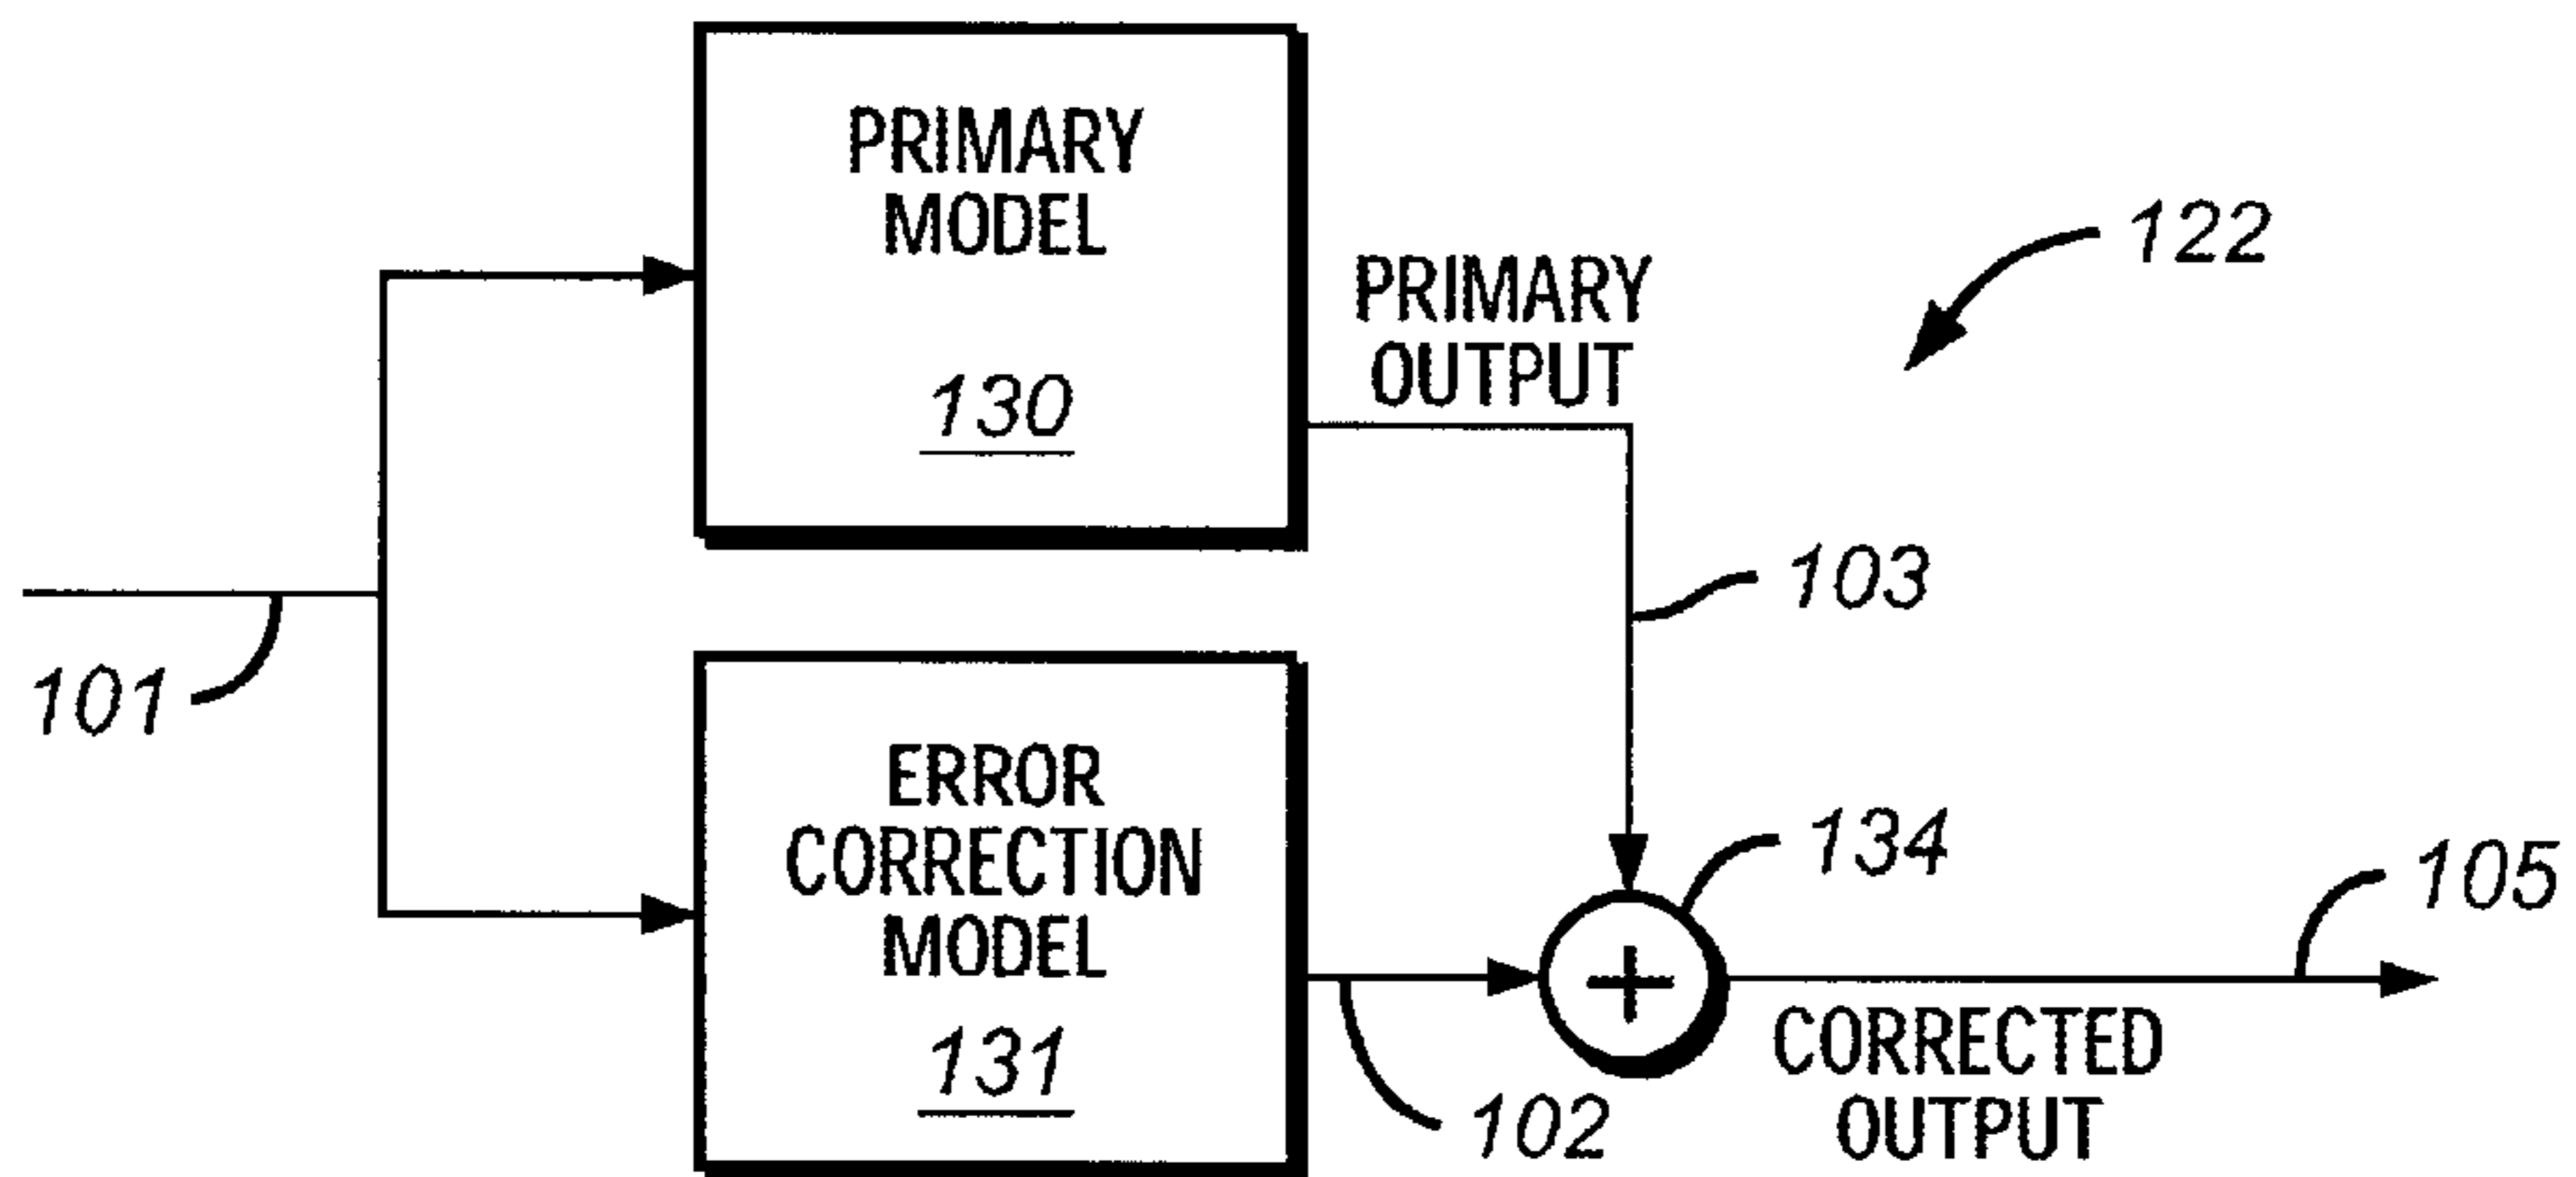 PRIMARY
MODEL
130
PRIMARY
OUTPUT
122
103
101
ERROR
CORRECTION
MODEL
131
134
105
102
CORRECTED
OUTPUT